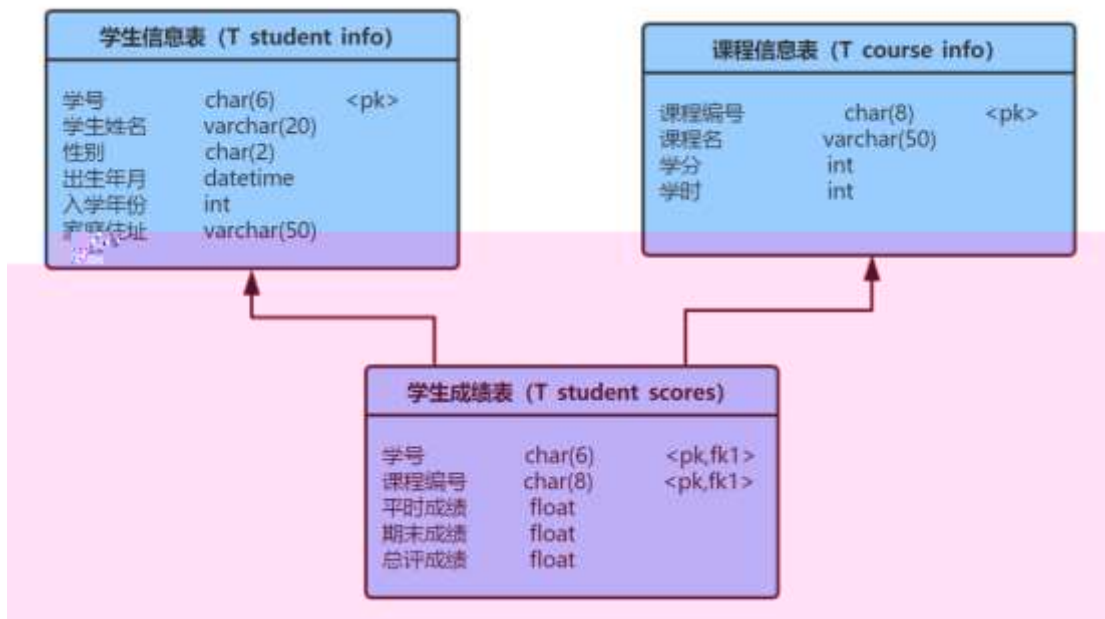 学生信息表（T student info）
学号 char(6) <pk>
学生姓名 varchar(20)
性别 char(2)
出生年月 datetime
入学年份 int
家庭住址 varchar(50)
课程信息表（T course info）
课程编号 char(8) <pk>
课程名 varchar(50)
学分 int
学时 int
学生成绩表（T student scores）
学号 char(6) <pk,fk1>
课程编号 char(8) <pk,fk1>
平时成绩 float
期末成绩 float
总评成绩 float